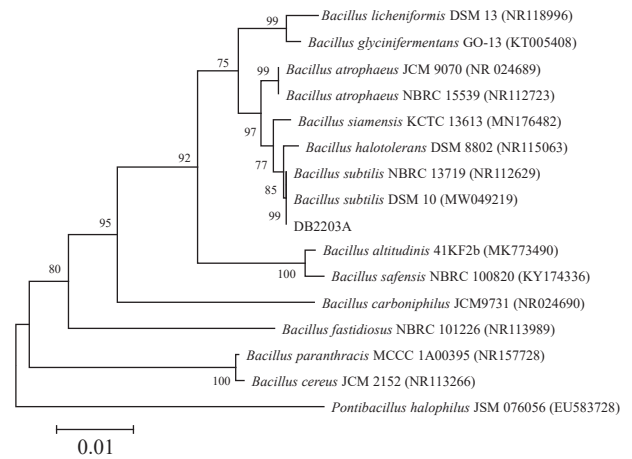 99
Bacillus licheniformis DSM 13 (NR118996)
Bacillus glycinifermentans GO-13 (KT005408)
75
99
Bacillus atrophaeus JCM 9070 (NR 024689)
Bacillus atrophaeus NBRC 15539 (NR112723)
97
Bacillus siamensis KCTC 13613 (MN176482)
92
77
Bacillus halotolerans DSM 8802 (NR115063)
Bacillus subtilis NBRC 13719 (NR112629)
85
Bacillus subtilis DSM 10 (MW049219)
99
DB2203A
95
Bacillus altitudinis 41KF2b (MK773490)
100
Bacillus safensis NBRC 100820 (KY174336)
80
Bacillus carboniphilus JCM9731 (NR024690)
Bacillus fastidiosus NBRC 101226 (NR113989)
Bacillus paranthracis MCCC 1A00395 (NR157728)
100
Bacillus cereus JCM 2152 (NR113266)
Pontibacillus halophilus JSM 076056 (EU583728)
0.01